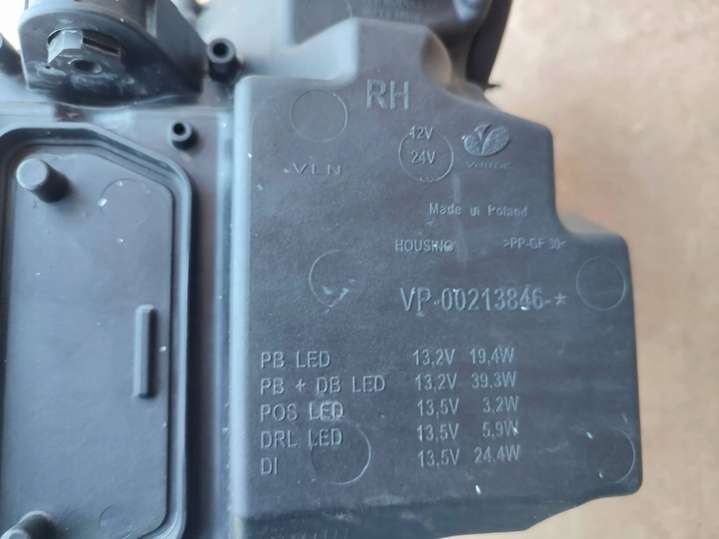 RH
12V
24V
VLN
Made in Poland
HOUSING >PP-GF 30<
VP-00213846-*
PB LED 13,2V 19,4W
PB + DB LED 13,2V 39.3W
POS LED 13,5V 3.2W
DRL LED 13,5V 5,9W
DI 13,5V 24.4W